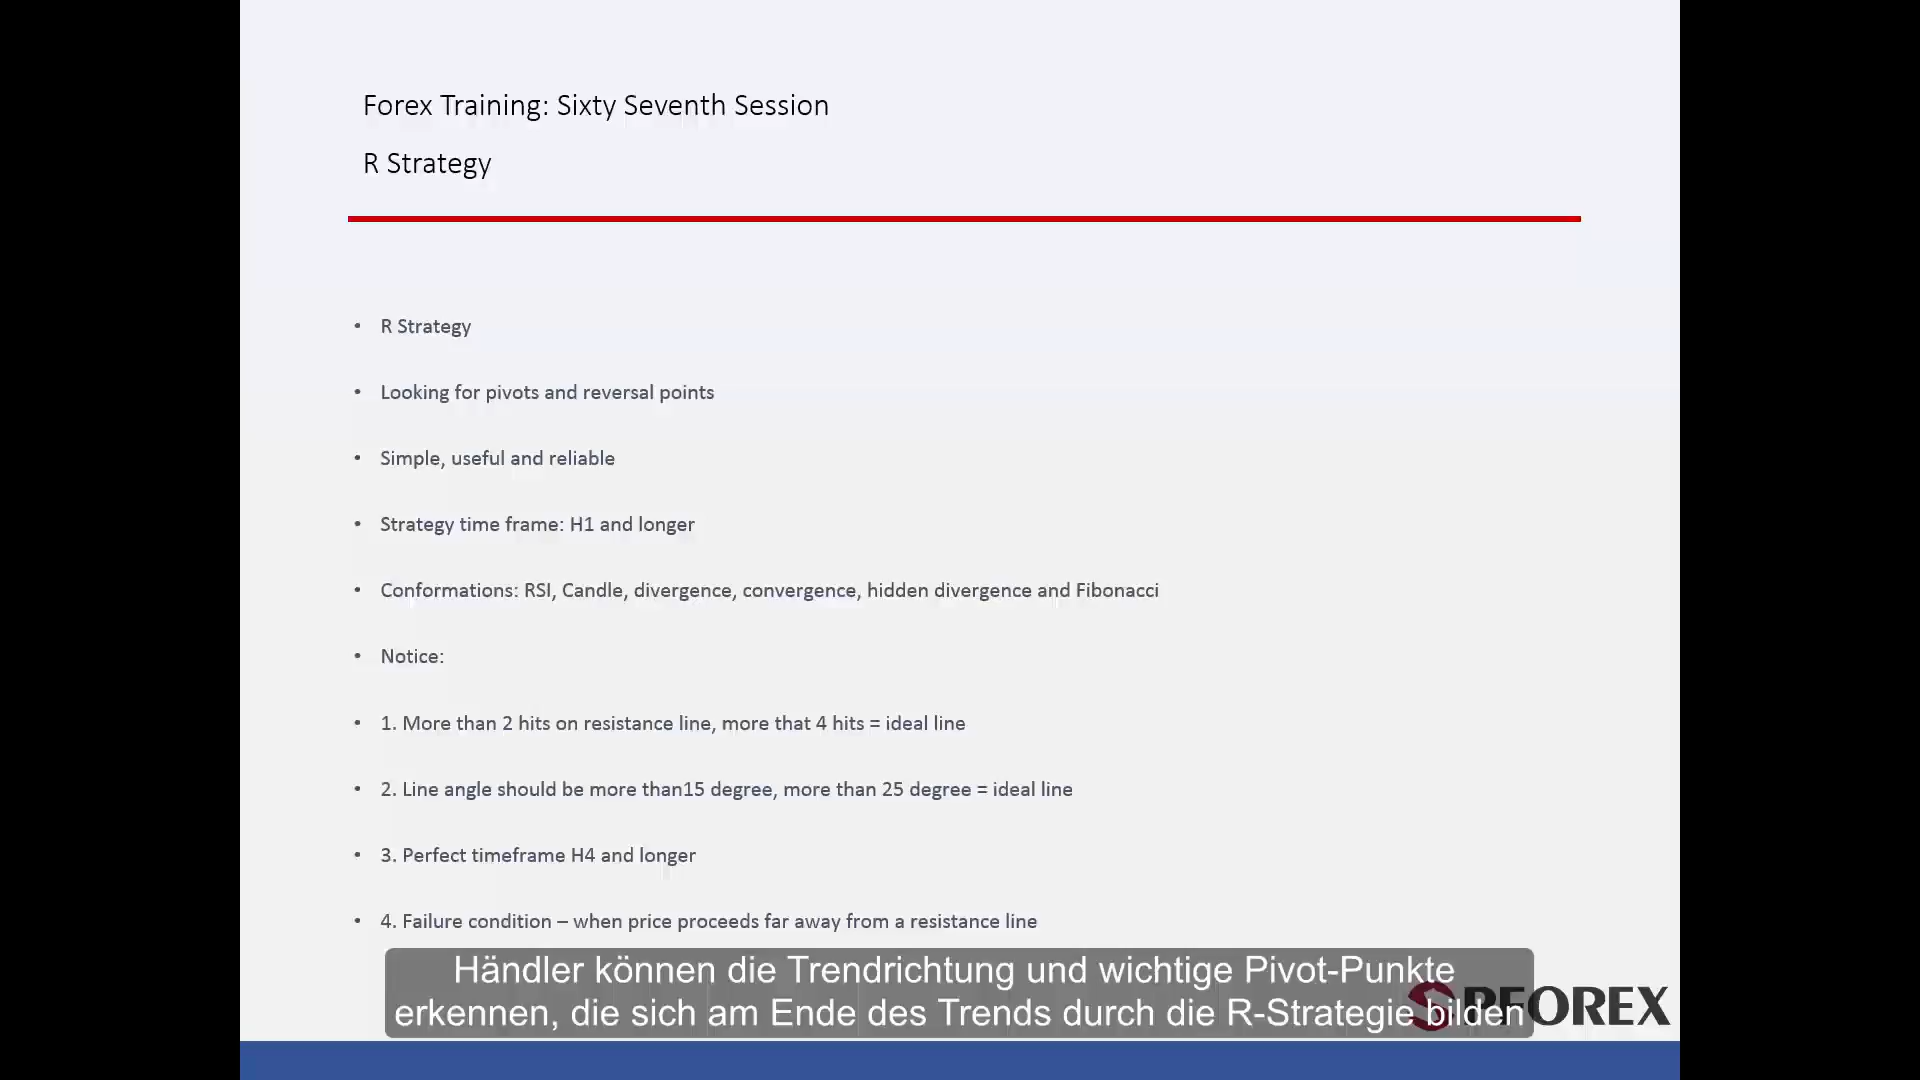 Forex Training: Sixty Seventh Session
R Strategy
• R Strategy
• Looking for pivots and reversal points
• Simple, useful and reliable
• Strategy time frame: H1 and longer
• Conformations: RSI, Candle, divergence, convergence, hidden divergence and Fibonacci
• Notice:
• 1. More than 2 hits on resistance line, more that 4 hits = ideal line
• 2. Line angle should be more than15 degree, more than 25 degree = ideal line
• 3. Perfect timeframe H4 and longer
• 4. Failure condition – when price proceeds far away from a resistance line
Händler können die Trendrichtung und wichtige Pivot-Punkte
erkennen, die sich am Ende des Trends durch die R-Strategie bilden
SPFOREX